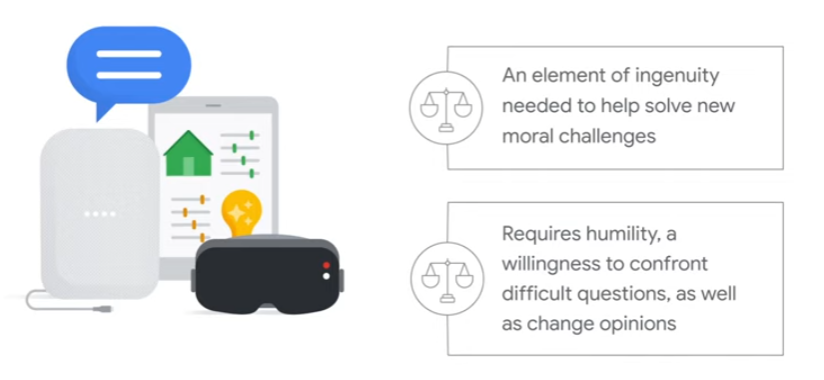 An element of ingenuity
needed to help solve new
moral challenges
Requires humility, a
willingness to confront
difficult questions, as well
as change opinions